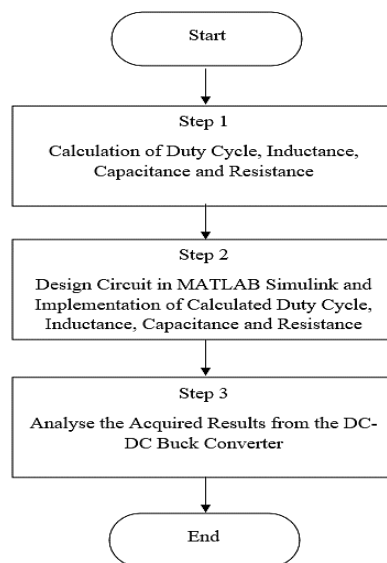 Start
Step 1
Calculation of Duty Cycle, Inductance,
Capacitance and Resistance
Step 2
Design Circuit in MATLAB Simulink and
Implementation of Calculated Duty Cycle,
Inductance, Capacitance and Resistance
Step 3
Analyse the Acquired Results from the DC-
DC Buck Converter
End